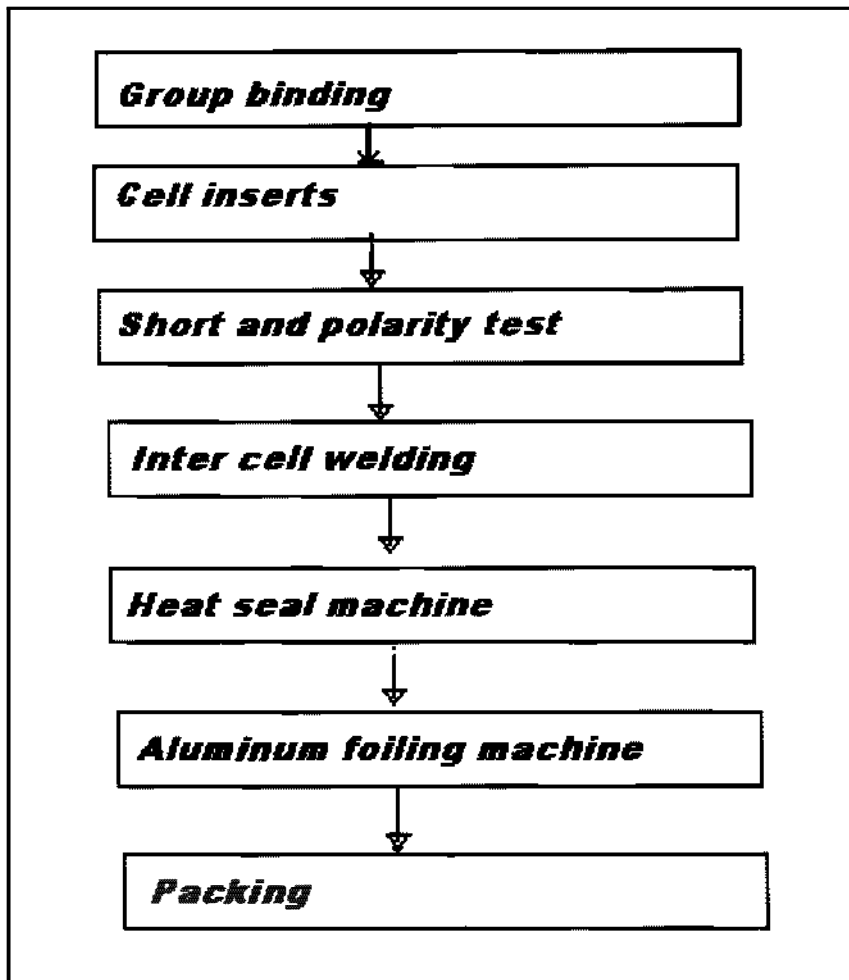 Group binding
Cell inserts
Short and polarity test
Inter cell welding
Heat seal machine
Aluminum foiling machine
Packing